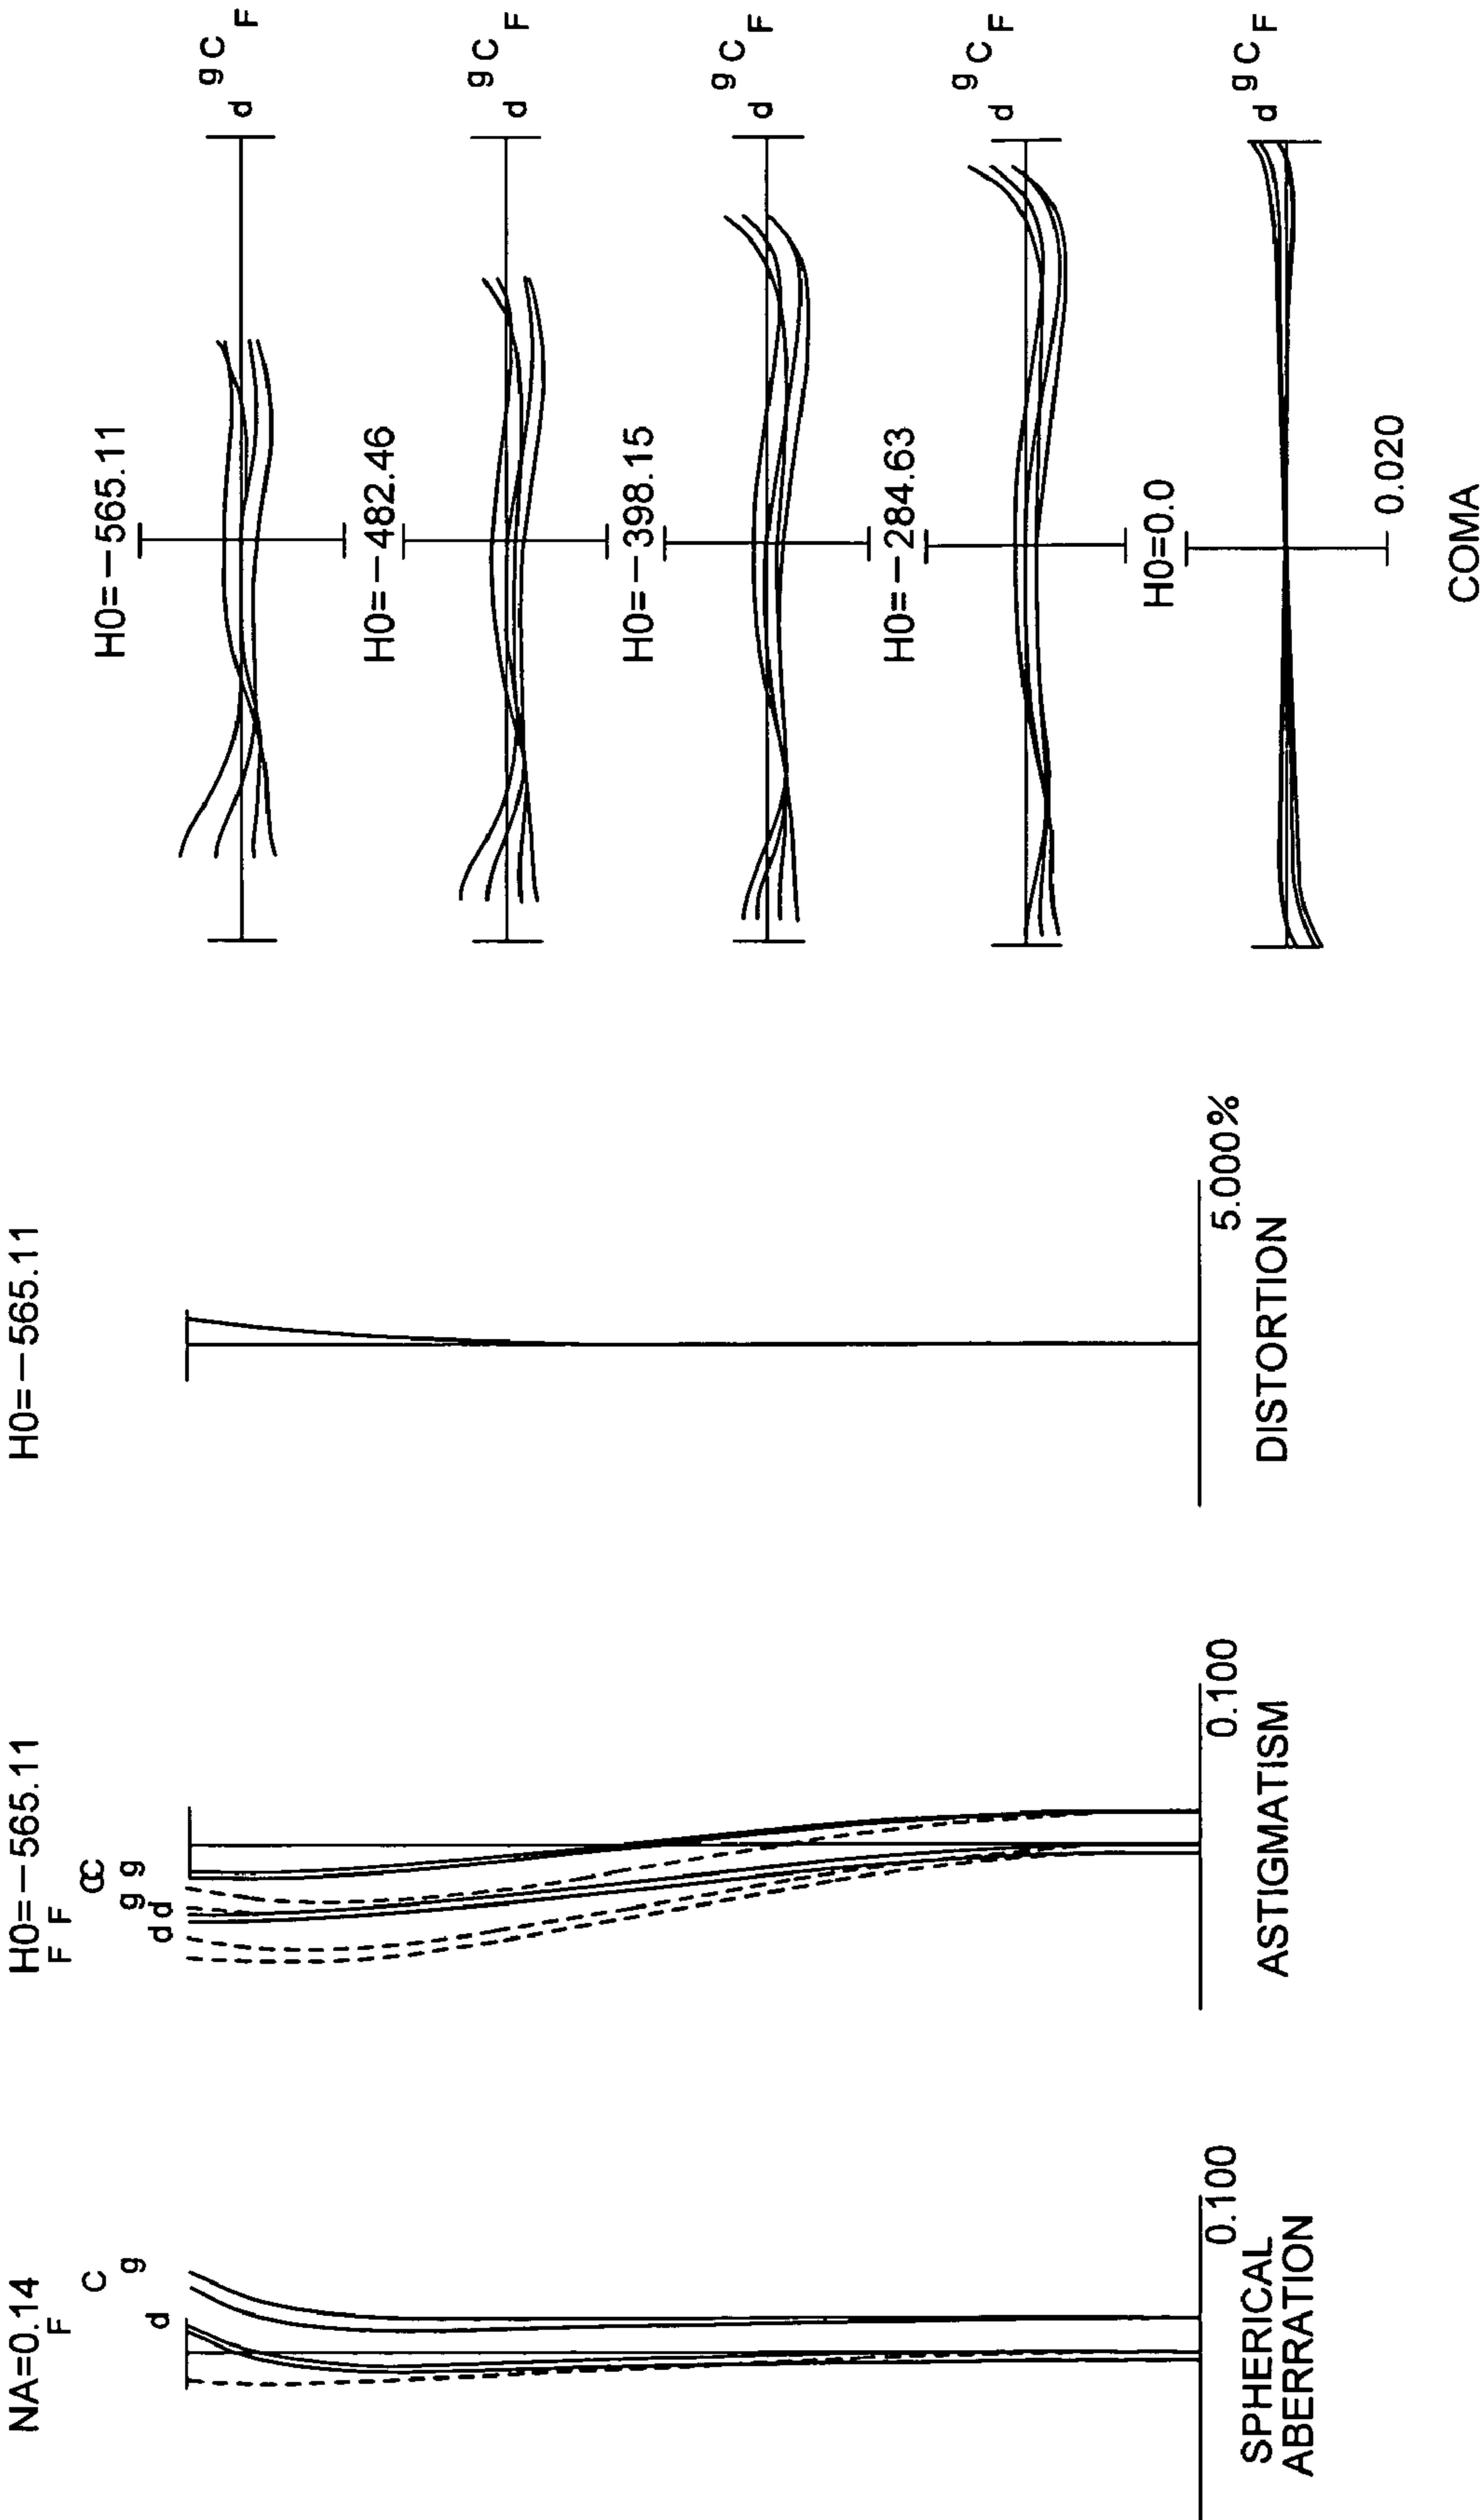 NA=0.14
F
C
g
d
0.100
SPHERICAL
ABERRATION
H0=−565.11
F F
CC
g g
d d
0.100
ASTIGMATISM
H0=−565.11
5.000%
DISTORTION
H0=−565.11
g C
d F
H0=−482.46
g C
d F
H0=−398.15
g C
d F
H0=−284.63
g C
d F
H0=0.0
g C
d F
0.020
COMA